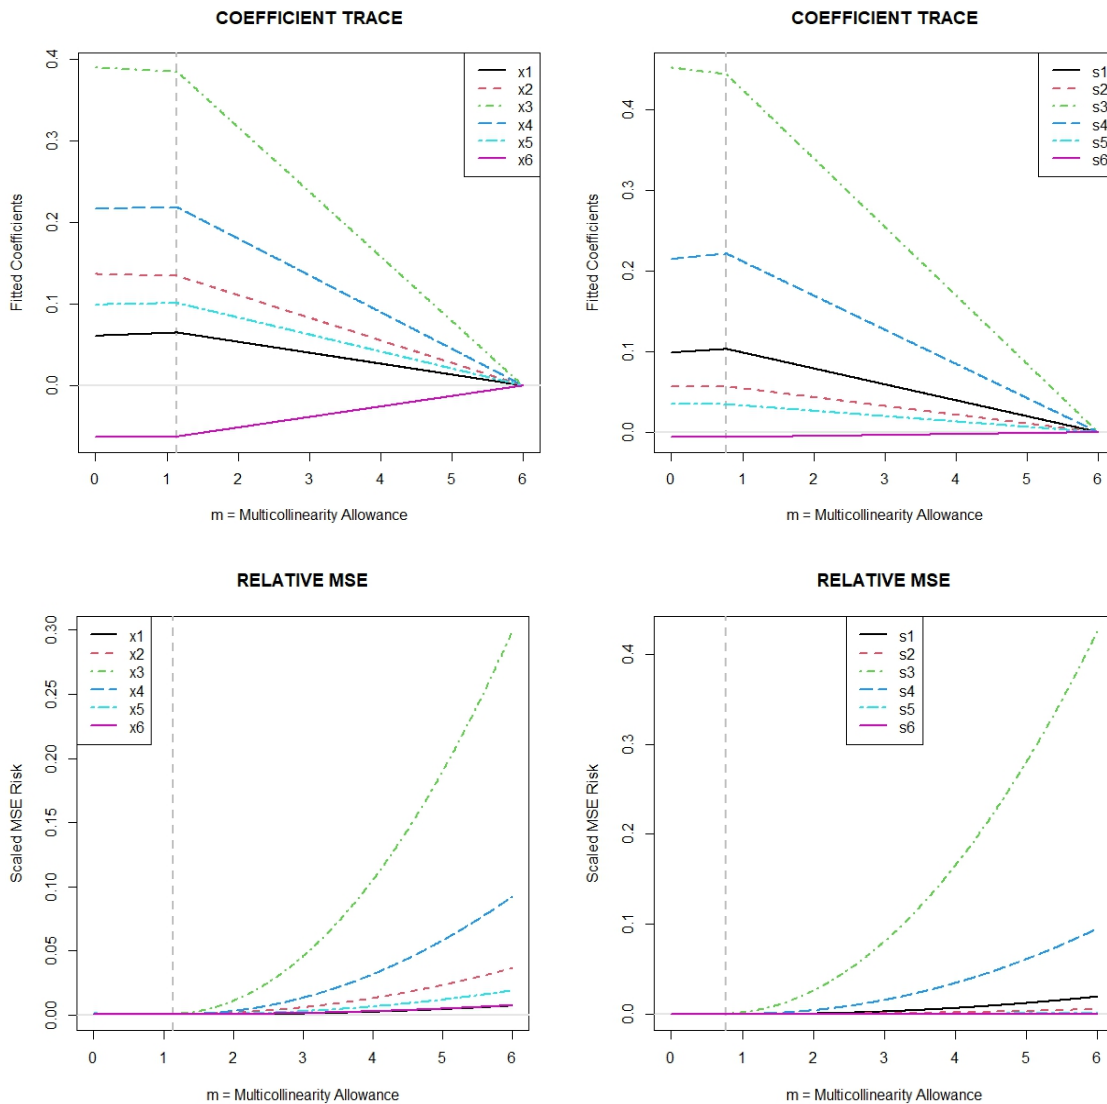 COEFFICIENT TRACE
Fitted Coefficients
0.4
0.3
0.2
0.1
0.0
x1
x2
x3
x4
x5
x6
0 1 2 3 4 5 6
m = Multicollinearity Allowance
COEFFICIENT TRACE
Fitted Coefficients
0.4
0.3
0.2
0.1
0.0
s1
s2
s3
s4
s5
s6
0 1 2 3 4 5 6
m = Multicollinearity Allowance
RELATIVE MSE
Scaled MSE Risk
0.30
0.25
0.20
0.15
0.10
0.05
0.00
x1
x2
x3
x4
x5
x6
0 1 2 3 4 5 6
m = Multicollinearity Allowance
RELATIVE MSE
Scaled MSE Risk
0.4
0.3
0.2
0.1
0.0
s1
s2
s3
s4
s5
s6
0 1 2 3 4 5 6
m = Multicollinearity Allowance